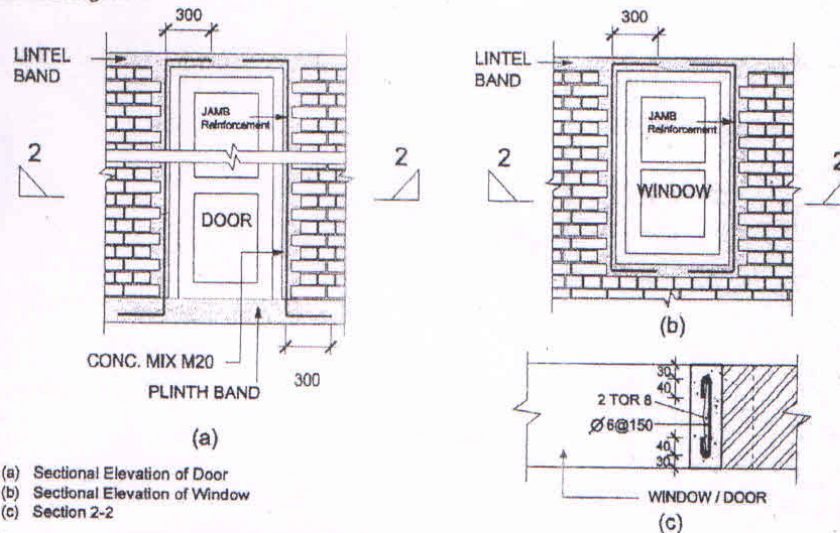 300
LINTEL
BAND
JAMB
Reinforcement
2
2
DOOR
CONC. MIX M20
PLINTH BAND
300
(a)
300
LINTEL
BAND
JAMB
Reinforcement
2
2
WINDOW
(b)
30
40
2 TOR 8
Ø6@150
40
30
WINDOW / DOOR
(c)
(a) Sectional Elevation of Door
(b) Sectional Elevation of Window
(c) Section 2-2